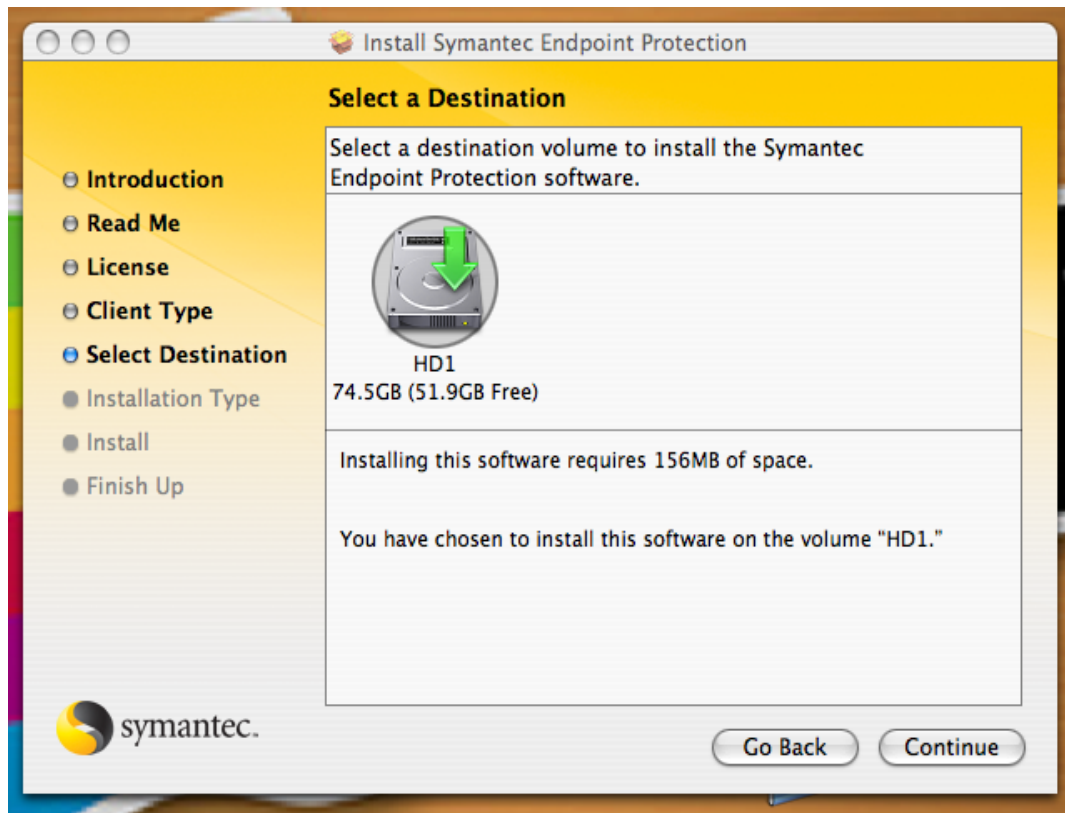 Install Symantec Endpoint Protection
Select a Destination
Introduction
Read Me
License
Client Type
Select Destination
Installation Type
Install
Finish Up
Select a destination volume to install the Symantec
Endpoint Protection software.
HD1
74.5GB (51.9GB Free)
Installing this software requires 156MB of space.
You have chosen to install this software on the volume “HD1.”
symantec.
Go Back
Continue